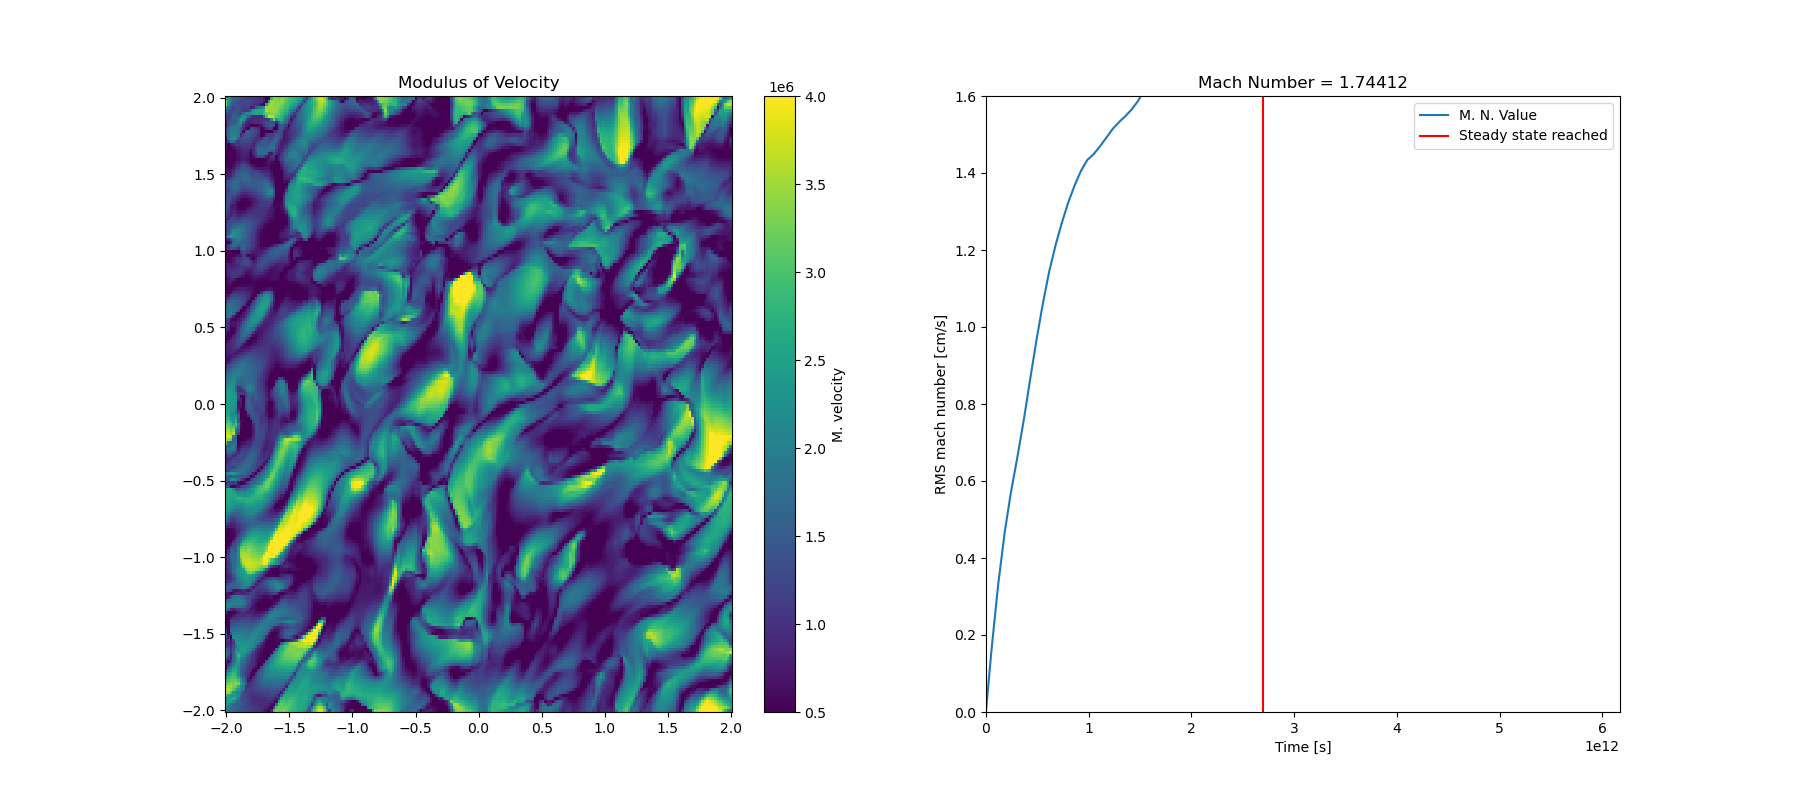 Modulus of Velocity
2.0
1.5
1.0
0.5
0.0
−0.5
−1.0
−1.5
−2.0
−2.0 −1.5 −1.0 −0.5 0.0 0.5 1.0 1.5 2.0
1e6
4.0
3.5
3.0
2.5
2.0
1.5
1.0
0.5
M. velocity
Mach Number = 1.74412
RMS mach number [cm/s]
1.6
1.4
1.2
1.0
0.8
0.6
0.4
0.2
0.0
0 1 2 3 4 5 6
1e12
Time [s]
M. N. Value
Steady state reached